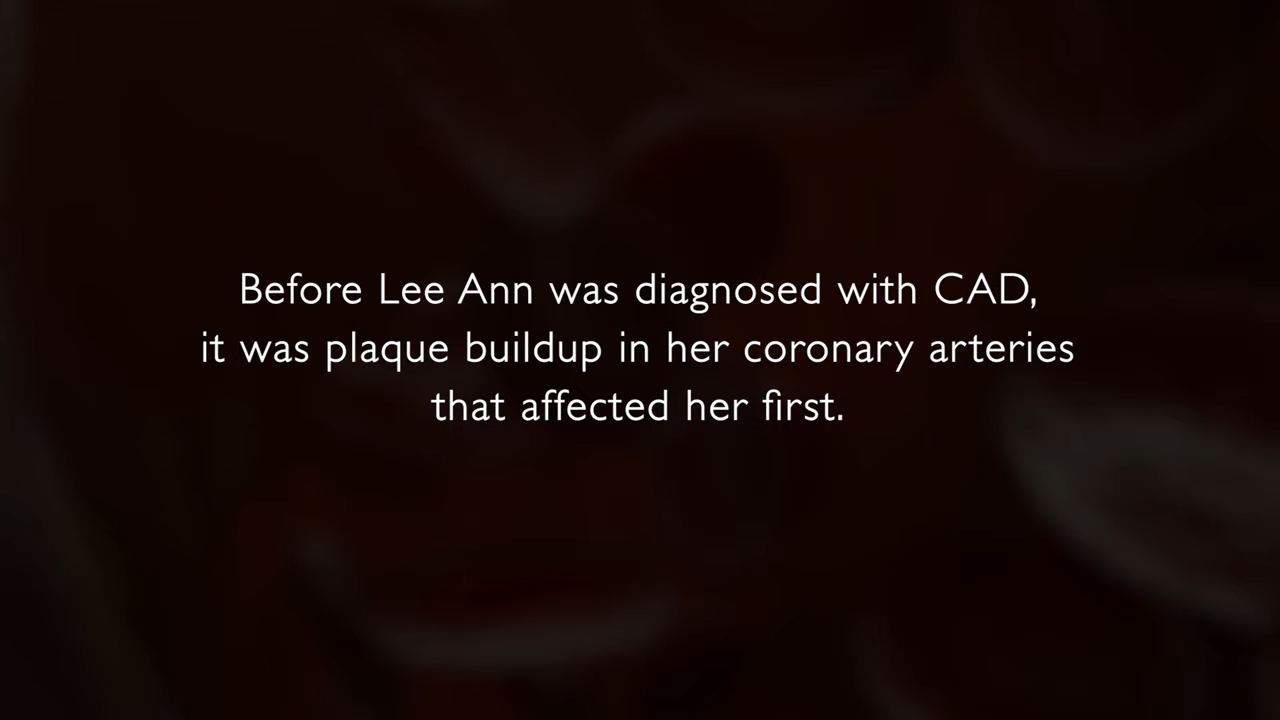 Before Lee Ann was diagnosed with CAD,
it was plaque buildup in her coronary arteries
that affected her first.